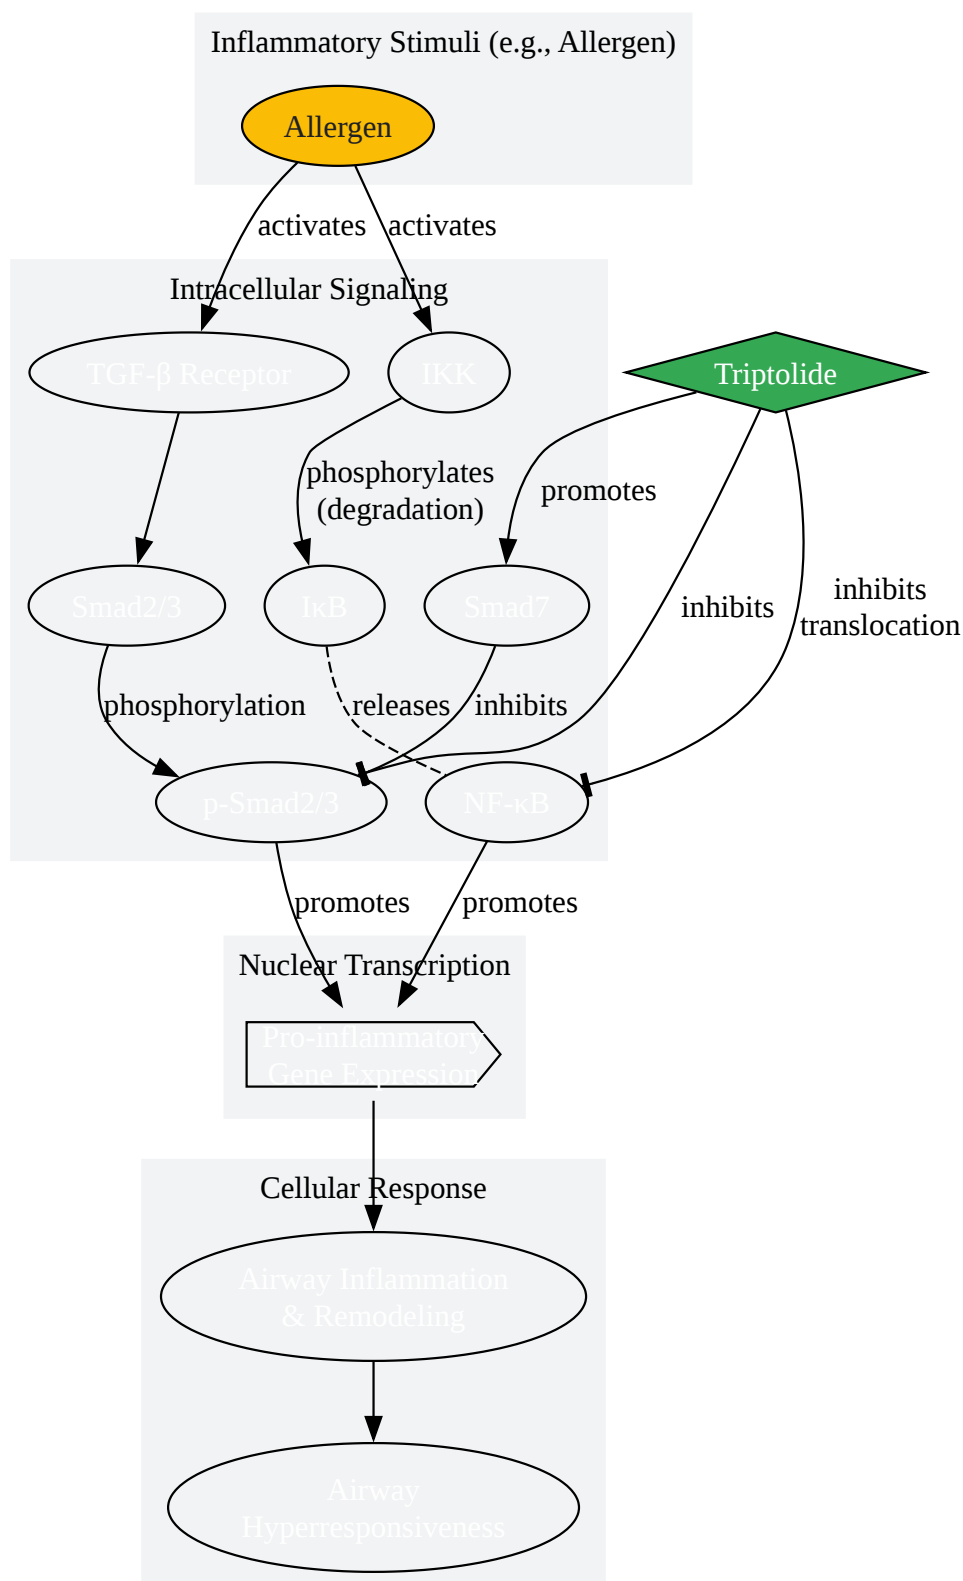 Inflammatory Stimuli (e.g., Allergen)
Allergen
activates
activates
Intracellular Signaling
TGF-β Receptor
IKK
Triptolide
phosphorylates
(degradation)
promotes
Smad2/3
IκB
Smad7
inhibits
inhibits
translocation
phosphorylation
releases
inhibits
p-Smad2/3
NF-κB
promotes
promotes
Nuclear Transcription
Pro-inflammatory
Gene Expression
Cellular Response
Airway Inflammation
& Remodeling
Airway
Hyperresponsiveness